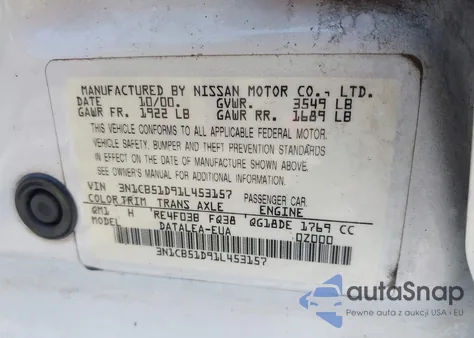 MANUFACTURED BY NISSAN MOTOR CO., LTD.
DATE 10/00. GVWR. 3549 LB
GAWR FR. 1922 LB GAWR RR. 1689 LB
THIS VEHICLE CONFORMS TO ALL APPLICABLE FEDERAL MOTOR
VEHICLE SAFETY, BUMPER AND THEFT PREVENTION STANDARDS
IN EFFECT ON THE DATE OF MANUFACTURE SHOWN ABOVE.
SEE OWNER'S MANUAL FOR ADDITIONAL INFORMATION
VIN 3N1CB51D91L453157 PASSENGER CAR.
COLOR TRIM TRANS AXLE ENGINE
QM1 H RE4F03B FQ38 QG18DE 1769 CC
MODEL DATALEA-EUA 0Z000
3N1CB51D91L453157
autoSnap
Pewne auta z aukcji USA i EU